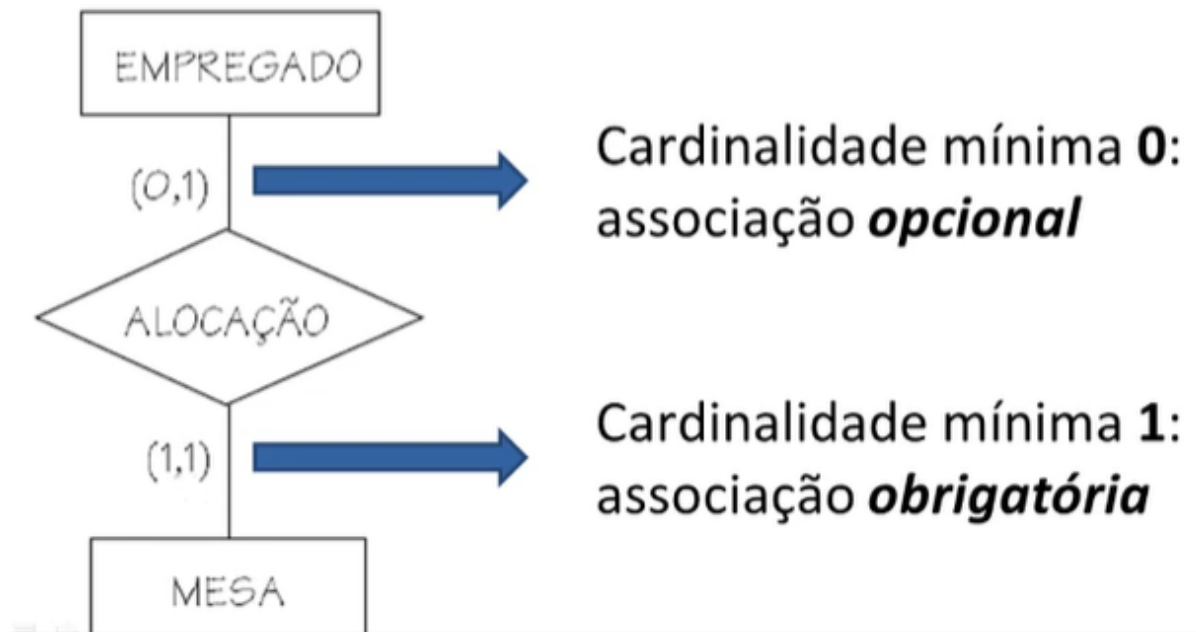 EMPREGADO
(0,1)
Cardinalidade mínima 0:
associação opcional
ALOCAÇÃO
(1,1)
Cardinalidade mínima 1:
associação obrigatória
MESA